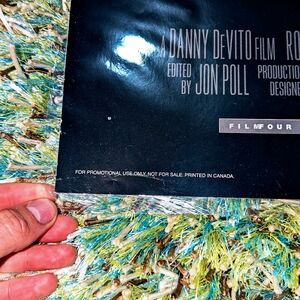 A DANNY DEVITO FILM RO
EDITED BY JON POLL PRODUCTION DESIGNE
FILMFOUR
FOR PROMOTIONAL USE ONLY. NOT FOR SALE. PRINTED IN CANADA.